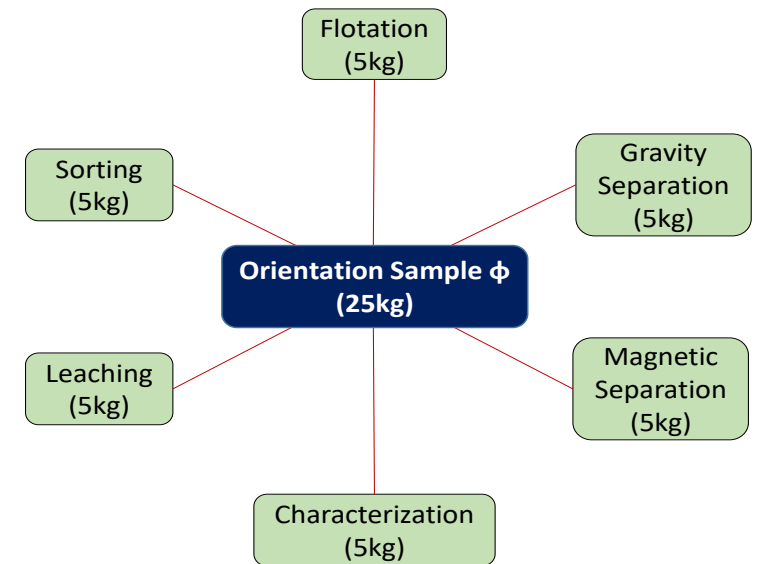 Flotation
(5kg)
Sorting
(5kg)
Gravity
Separation
(5kg)
Orientation Sample ϕ
(25kg)
Leaching
(5kg)
Magnetic
Separation
(5kg)
Characterization
(5kg)